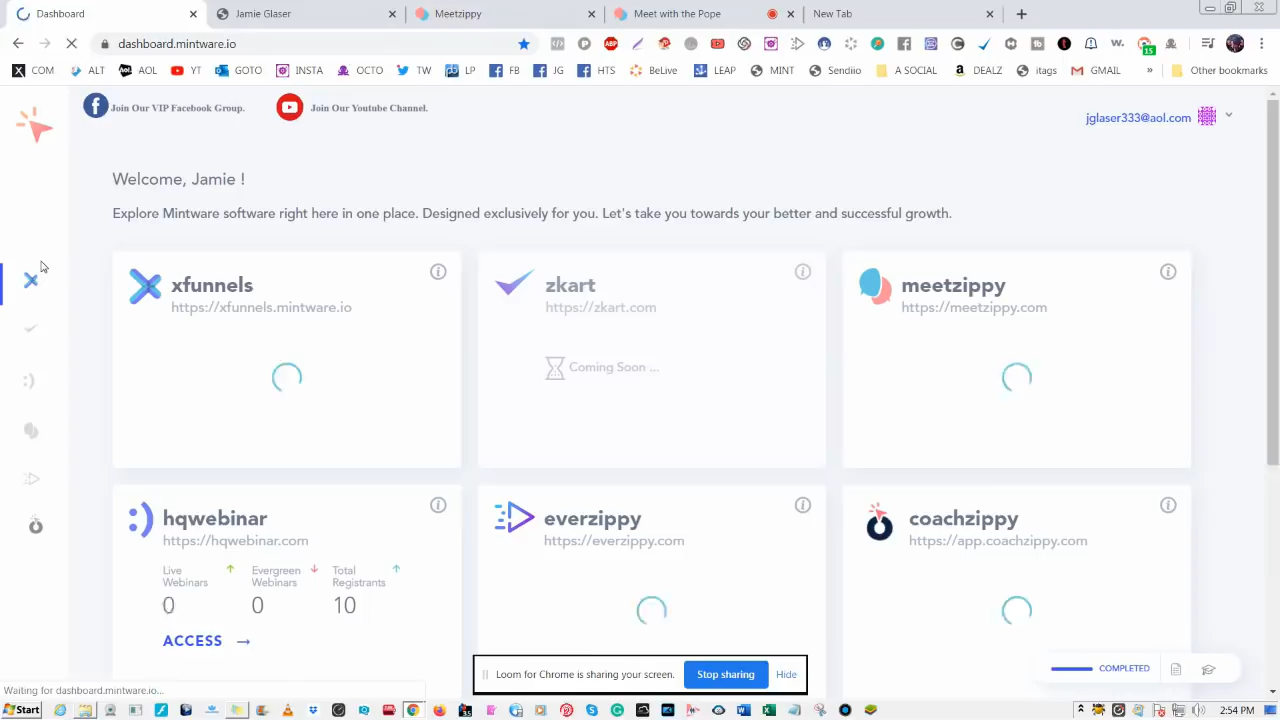 Dashboard
Jamie Glaser
Meetzippy
Meet with the Pope
New Tab
dashboard.mintware.io
15
COM
ALT
AOL
YT
GOTO
INSTA
OCTO
TW
LP
FB
JG
HTS
BeLive
LEAP
MINT
Sendiio
A SOCIAL
DEALZ
itags
GMAIL
»
Other bookmarks
Join Our VIP Facebook Group.
Join Our Youtube Channel.
jglaser333@aol.com
Welcome, Jamie !
Explore Mintware software right here in one place. Designed exclusively for you. Let's take you towards your better and successful growth.
xfunnels
https://xfunnels.mintware.io
zkart
https://zkart.com
Coming Soon ...
meetzippy
https://meetzippy.com
hqwebinar
https://hqwebinar.com
Live Webinars
0
Evergreen Webinars
0
Total Registrants
10
ACCESS →
everzippy
https://everzippy.com
coachzippy
https://app.coachzippy.com
Loom for Chrome is sharing your screen.
Stop sharing
Hide
COMPLETED
Waiting for dashboard.mintware.io...
Start
2:54 PM